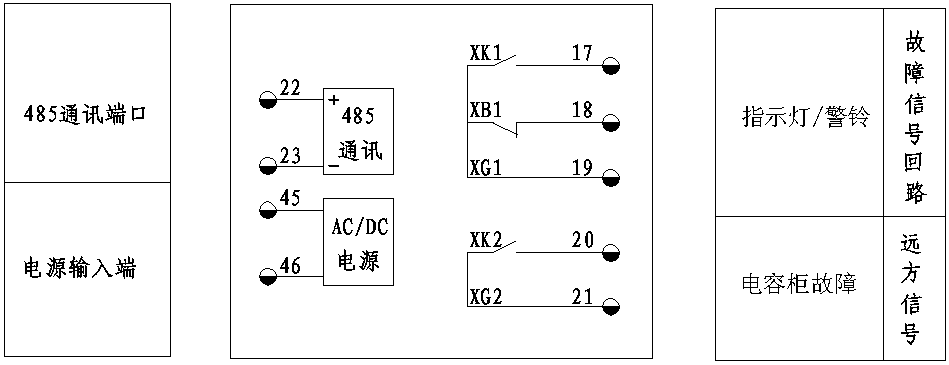 485通讯端口
电源输入端
22
+
485
通讯
23
-
45
AC/DC
电源
46
XK1 17
XB1 18
XG1 19
XK2 20
XG2 21
指示灯/警铃
故障信号回路
电容柜故障
远方信号